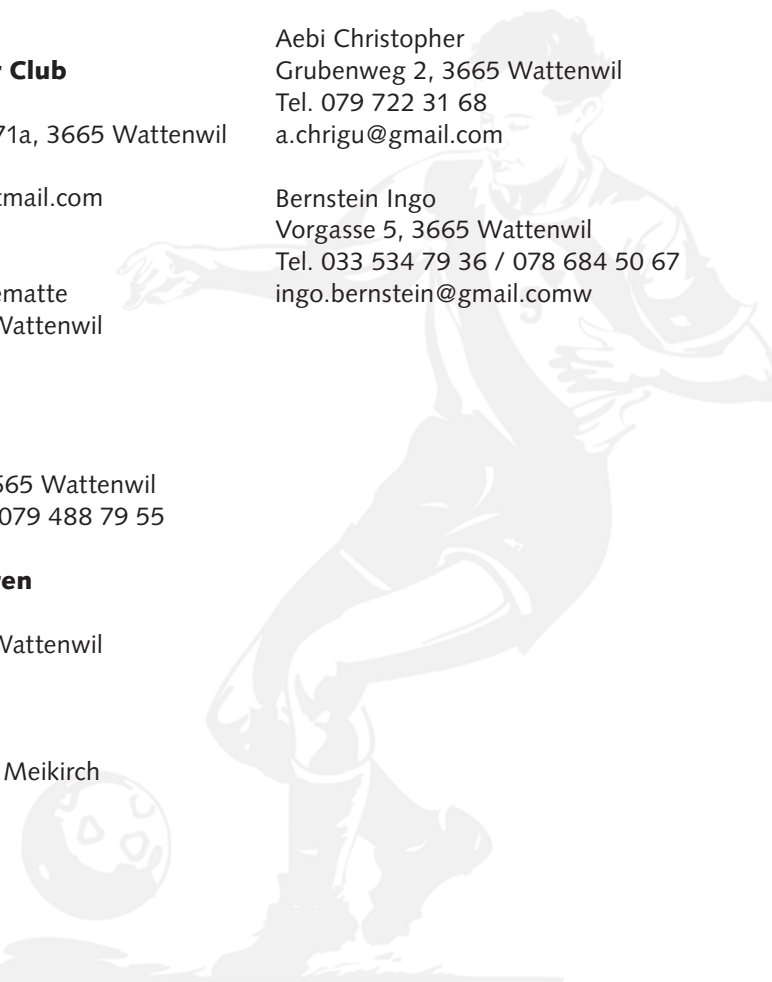 Club
71a, 3665 Wattenwil
Wattenwil
Wattenwil
079 488 79 55
Wattenwil
Meikirch
Aebi Christopher
Grubenweg 2, 3665 Wattenwil
Tel. 079 722 31 68
a.chrigu@gmail.com
Bernstein Ingo
Vorgasse 5, 3665 Wattenwil
Tel. 033 534 79 36 / 078 684 50 67
ingo.bernstein@gmail.comw